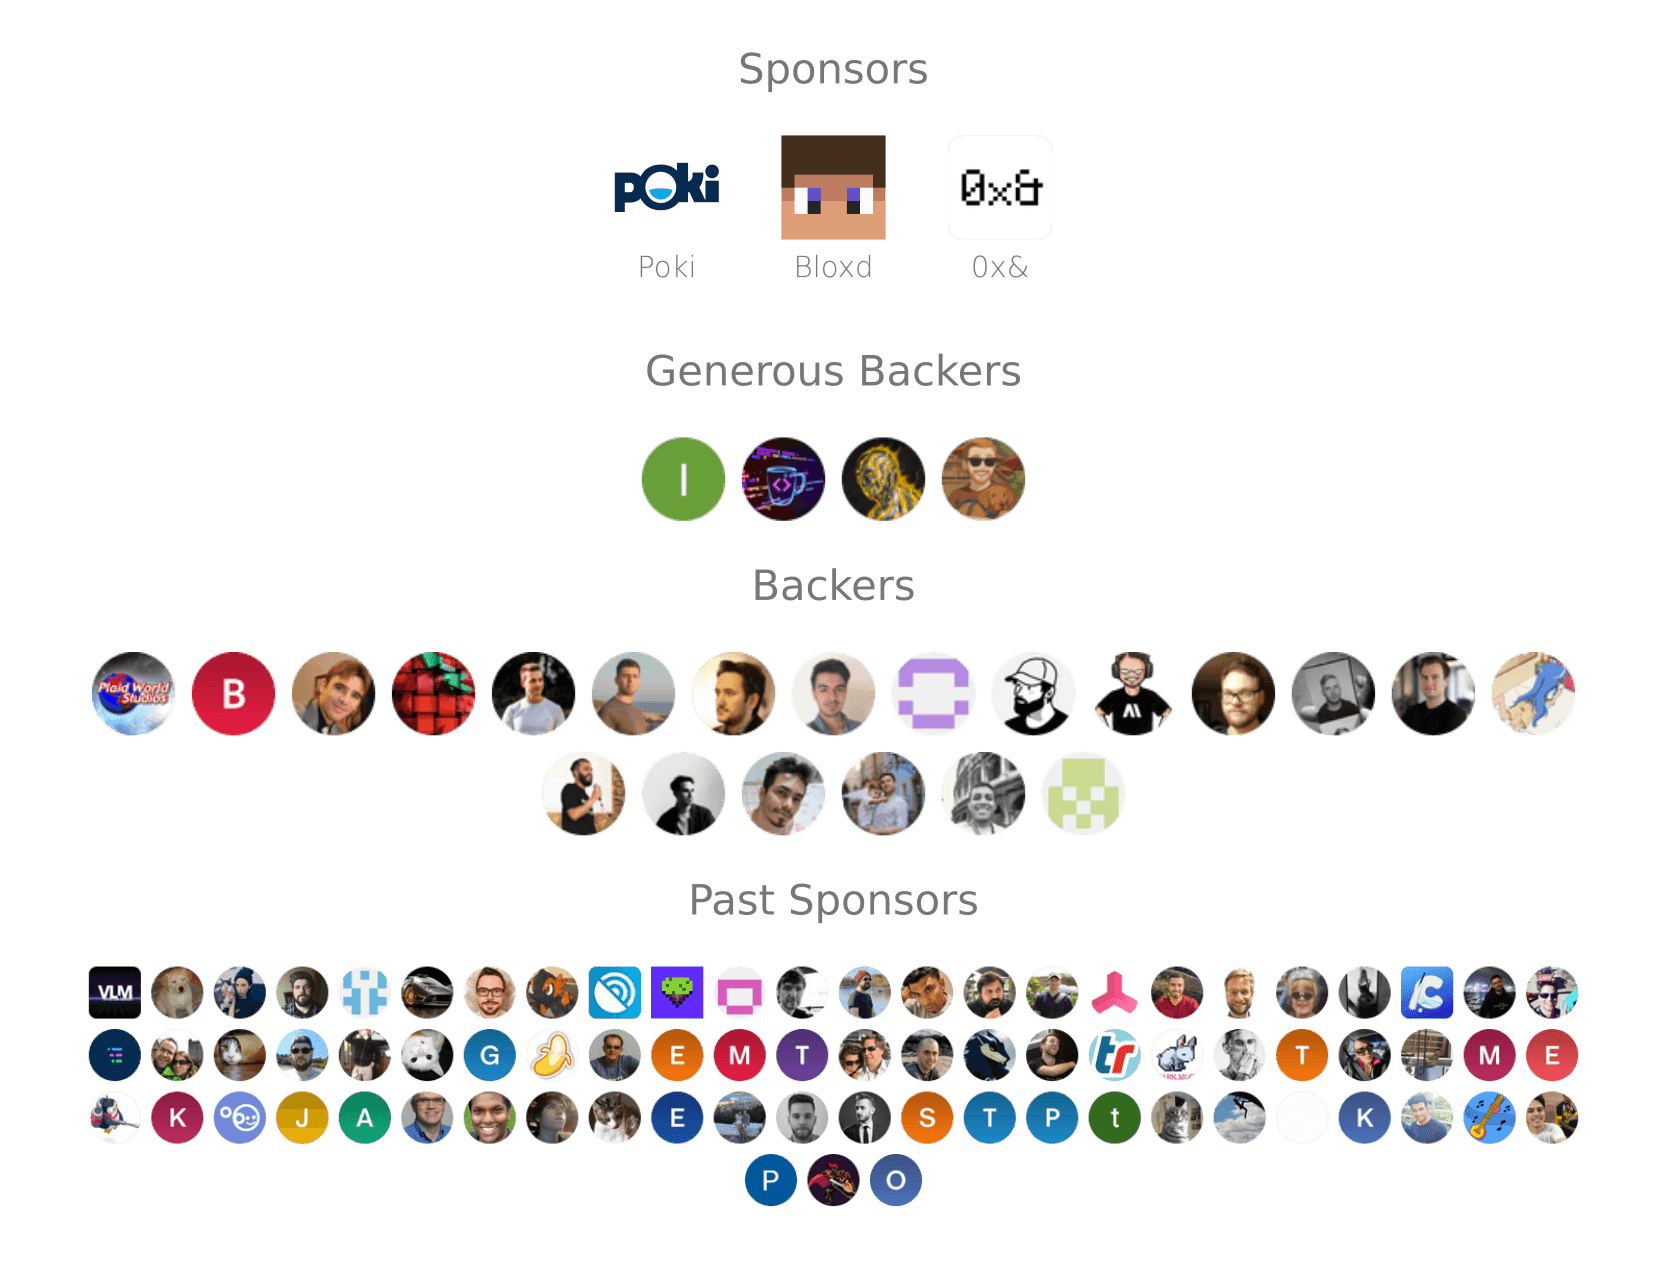 Sponsors
poki
0x&
Poki
Bloxd
0x&
Generous Backers
I
<>
Backers
Plaid World
Studios
B
Past Sponsors
VLM
C
G
E
M
T
tr
T
M
E
K
J
A
E
S
T
P
t
K
P
O